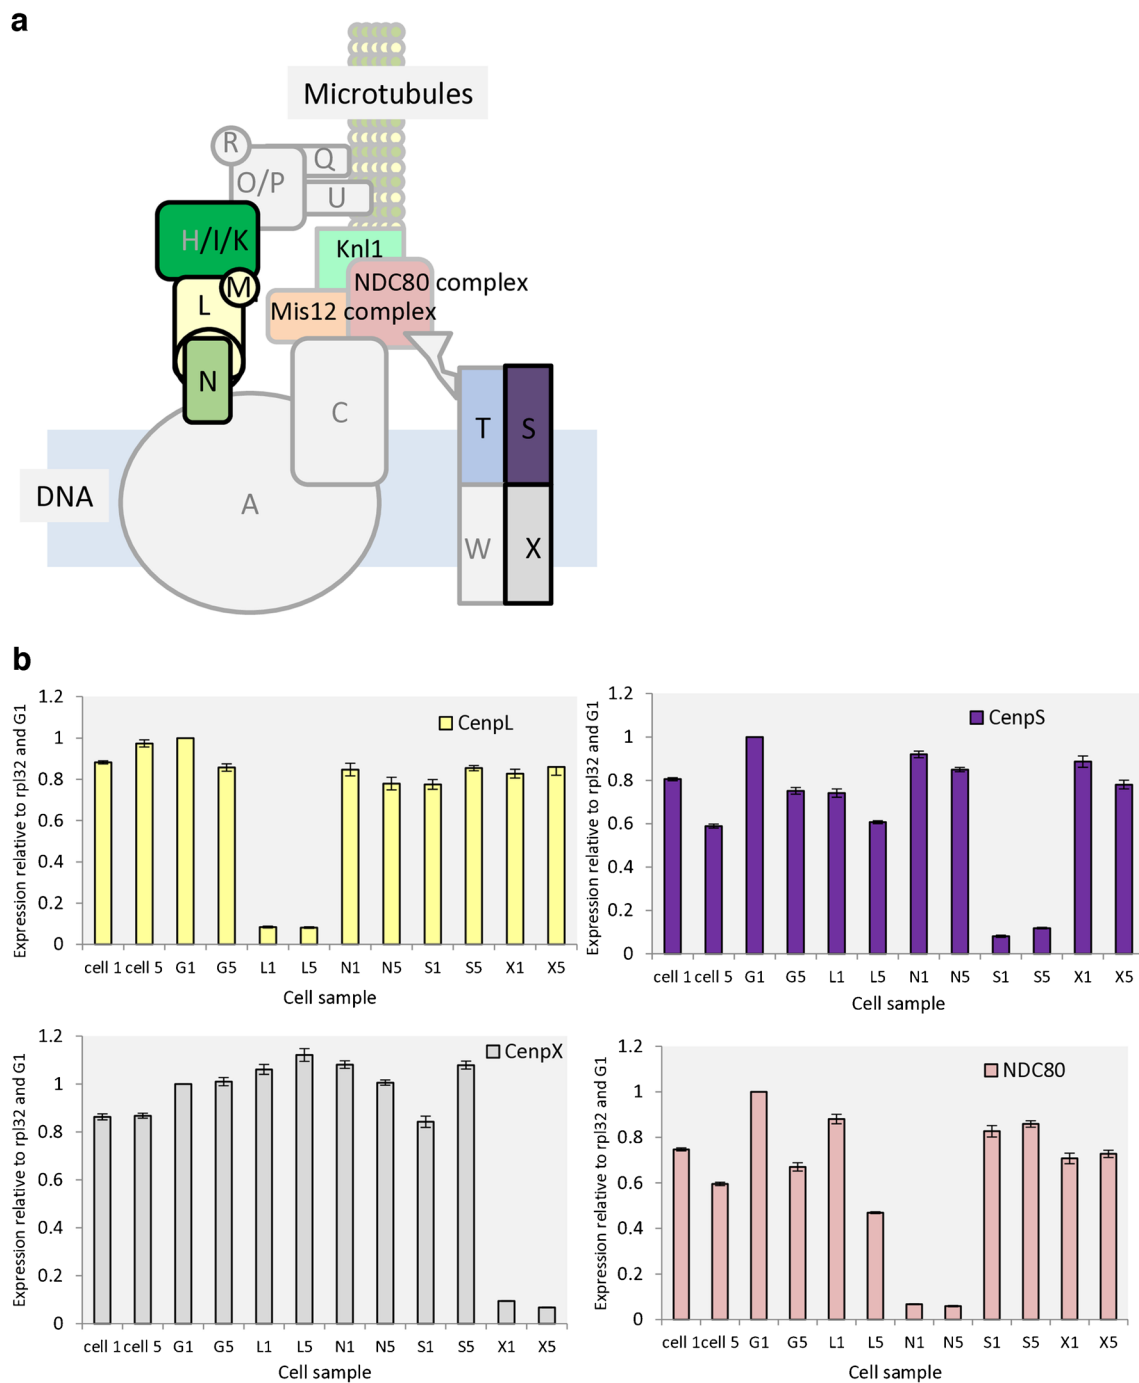 a
Microtubules
R
Q
O/P
U
H/I/K
Knl1
M
NDC80 complex
L
Mis12 complex
N
C
T
S
DNA
A
W
X
b
Expression relative to rpl32 and G1
1.2
1
0.8
0.6
0.4
0.2
0
CenpL
cell 1 cell 5 G1 G5 L1 L5 N1 N5 S1 S5 X1 X5
Cell sample
Expression relative to rpl32 and G1
1.2
1
0.8
0.6
0.4
0.2
0
CenpS
cell 1 cell 5 G1 G5 L1 L5 N1 N5 S1 S5 X1 X5
Cell sample
Expression relative to rpl32 and G1
1.2
1
0.8
0.6
0.4
0.2
0
CenpX
cell 1 cell 5 G1 G5 L1 L5 N1 N5 S1 S5 X1 X5
Cell sample
Expression relative to rpl32 and G1
1.2
1
0.8
0.6
0.4
0.2
0
NDC80
cell 1 cell 5 G1 G5 L1 L5 N1 N5 S1 S5 X1 X5
Cell sample